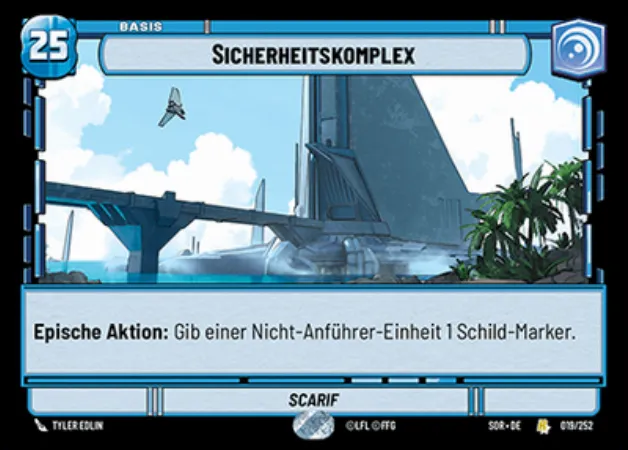 BASIS
25
SICHERHEITSKOMPLEX
Epische Aktion: Gib einer Nicht-Anführer-Einheit 1 Schild-Marker.
SCARIF
TYLER EDLIN
©LFL ©FFG
SOR • DE
019/252